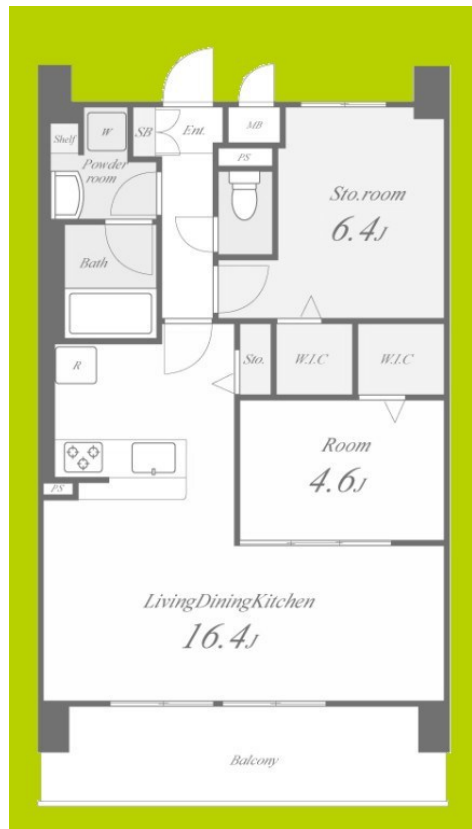 Shelf
W
SB
Ent.
MB
PS
Powder
room
Sto.room
6.4J
Bath
R
Sto.
W.I.C
W.I.C
Room
4.6J
PS
LivingDiningKitchen
16.4J
Balcony